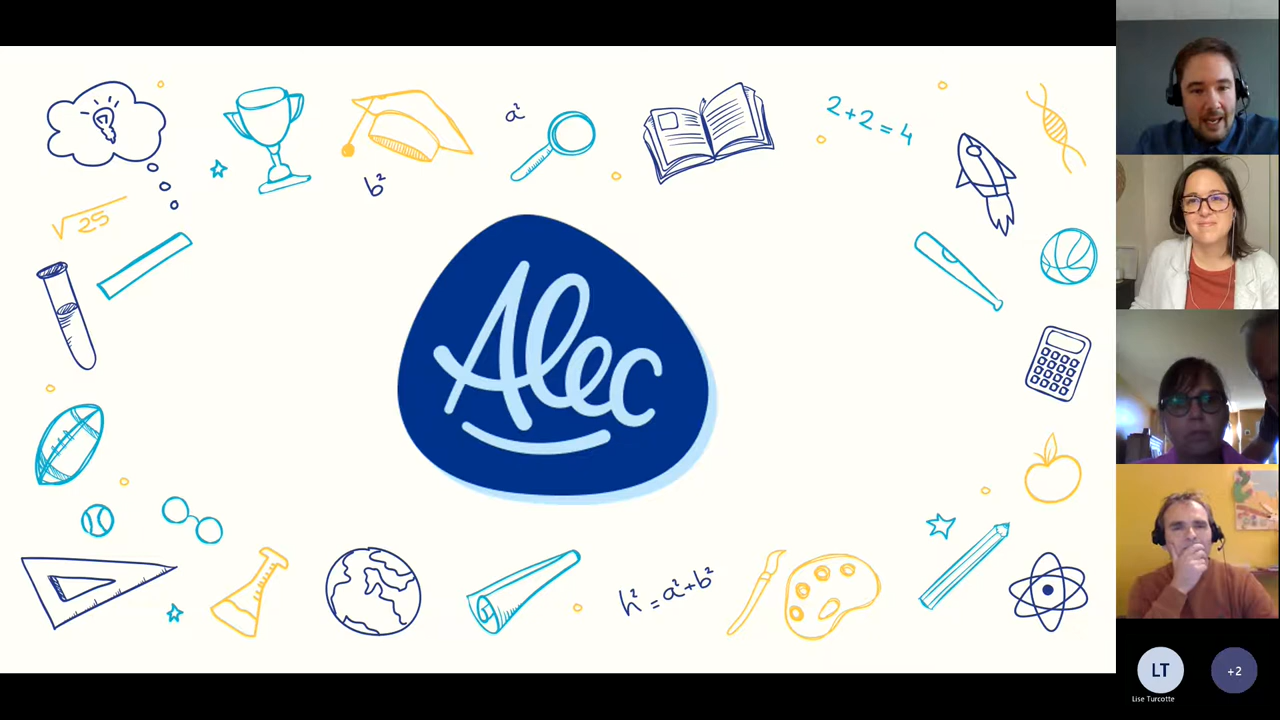 a²
2+2=4
b²
√25
Alec
h²=a²+b²
LT
+2
Lise Turcotte